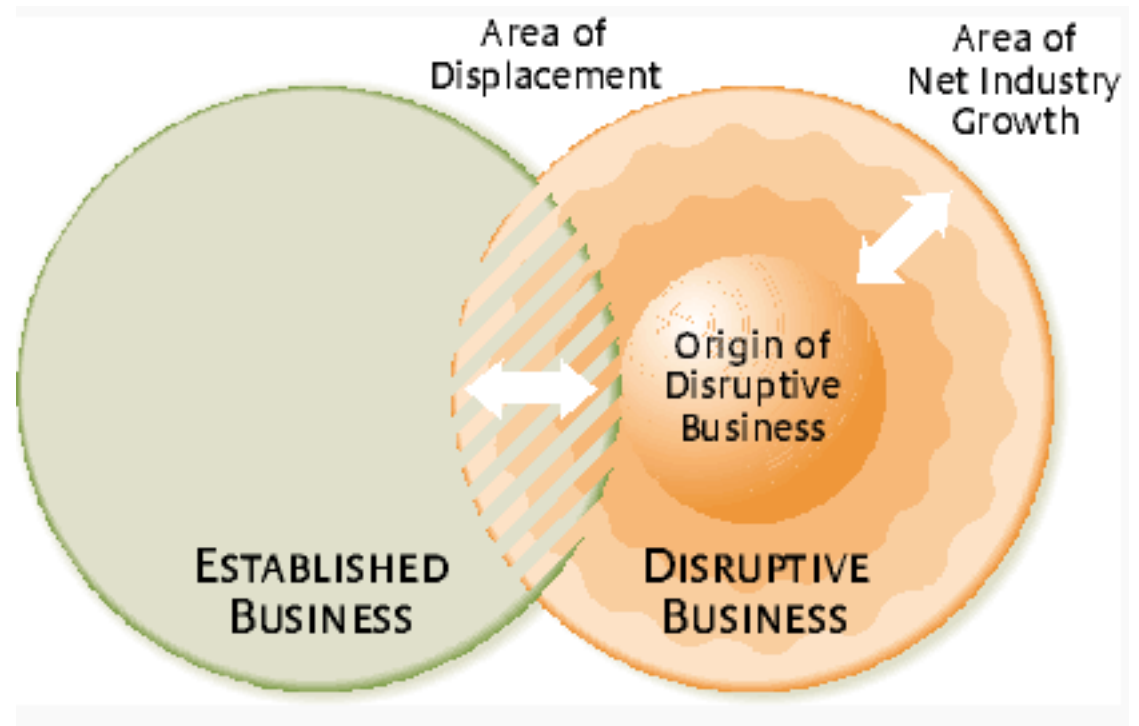 Area of
Displacement
Area of
Net Industry
Growth
Origin of
Disruptive
Business
ESTABLISHED
BUSINESS
DISRUPTIVE
BUSINESS